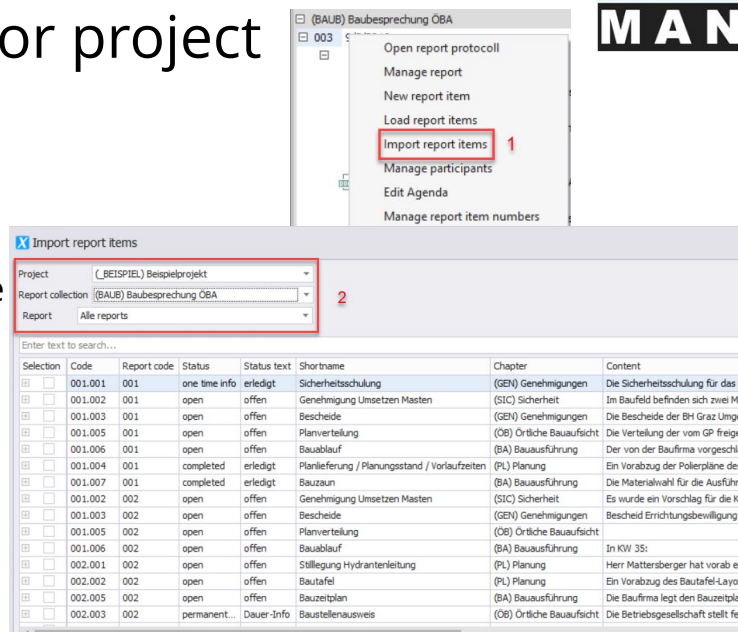 or project
MAN
(BAUB) Baubesprechung ÖBA
003
Open report protocoll
Manage report
New report item
Load report items
Import report items 1
Manage participants
Edit Agenda
Manage report item numbers
e
Import report items
Project (_BEISPIEL) Beispielprojekt
Report collection (BAUB) Baubesprechung ÖBA 2
Report Alle reports
Enter text to search...
Selection Code Report code Status Status text Shortname Chapter Content
001.001 001 one time info erledigt Sicherheitsschulung (GEN) Genehmigungen Die Sicherheitsschulung für das
001.002 001 open offen Genehmigung Umsetzen Masten (SIC) Sicherheit Im Baufeld befinden sich zwei M
001.003 001 open offen Bescheide (GEN) Genehmigungen Die Bescheide der BH Graz Umge
001.005 001 open offen Planverteilung (ÖB) Örtliche Bauaufsicht Die Verteilung der vom GP freige
001.006 001 open offen Bauablauf (BA) Bauausführung Der von der Baufirma vorgeschl
001.004 001 completed erledigt Planlieferung / Planungsstand / Vorlaufzeiten (PL) Planung Ein Vorabzug der Polierpläne de
001.007 001 completed erledigt Bauzaun (BA) Bauausführung Die Materialwahl für die Ausführ
001.002 002 open offen Genehmigung Umsetzen Masten (SIC) Sicherheit Es wurde ein Vorschlag für die K
001.003 002 open offen Bescheide (GEN) Genehmigungen Bescheid Errichtungsbewilligung
001.005 002 open offen Planverteilung (ÖB) Örtliche Bauaufsicht
001.006 002 open offen Bauablauf (BA) Bauausführung In KW 35:
002.001 002 open offen Stilllegung Hydrantenleitung (PL) Planung Herr Mattersberger hat vorab e
002.002 002 open offen Bautafel (PL) Planung Ein Vorabzug des Bautafel-Layo
002.005 002 open offen Bauzeitplan (BA) Bauausführung Die Baufirma legt den Bauzeitpla
002.003 002 permanent... Dauer-Info Baustellenausweis (ÖB) Örtliche Bauaufsicht Die Betriebsgesellschaft stellt fe